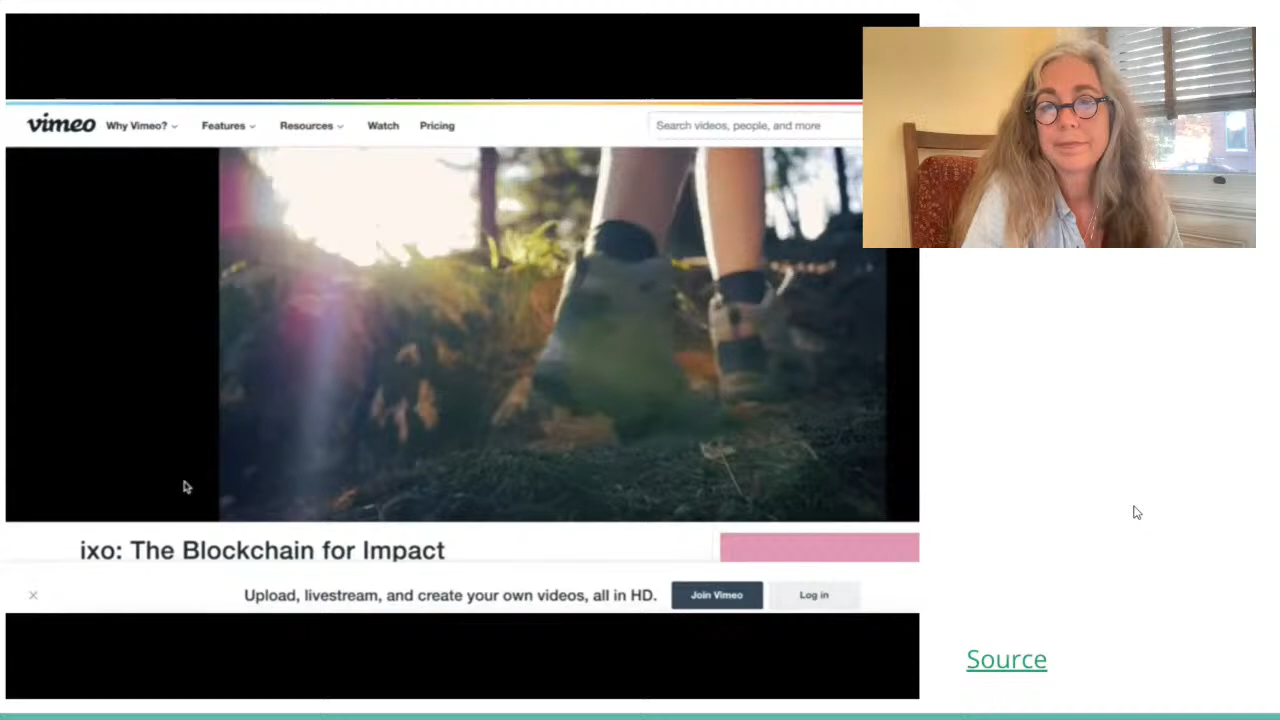 vimeo Why Vimeo? Features Resources Watch Pricing Search videos, people, and more
ixo: The Blockchain for Impact
Upload, livestream, and create your own videos, all in HD. Join Vimeo Log in
Source